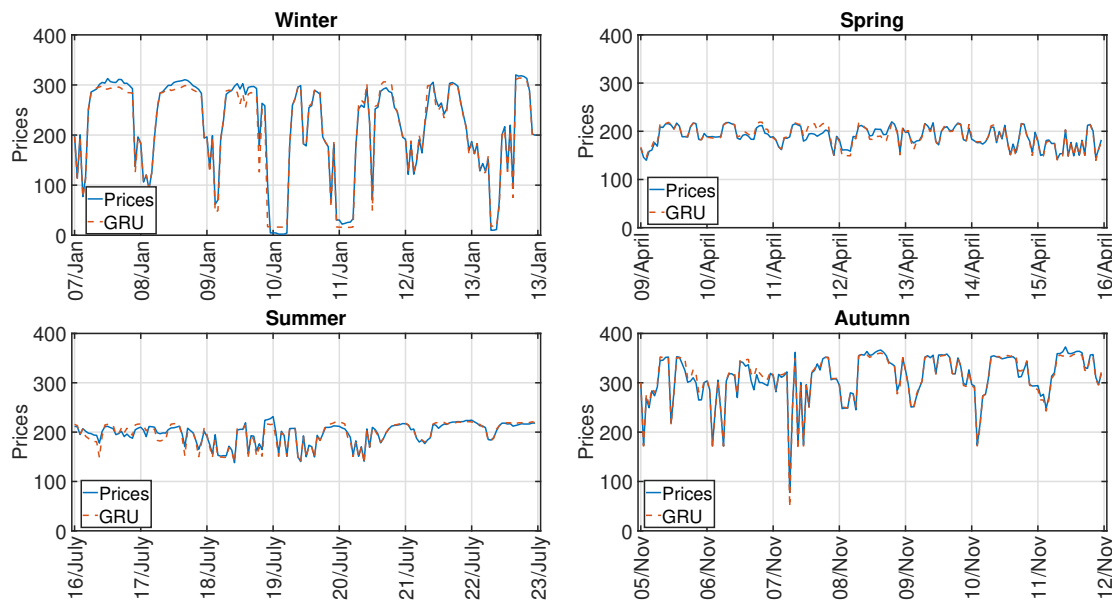 Winter
400
300
200
100
0
Prices
Prices
GRU
07/Jan
08/Jan
09/Jan
10/Jan
11/Jan
12/Jan
13/Jan
13/Jan
Spring
400
300
200
100
0
Prices
Prices
GRU
09/April
10/April
11/April
12/April
13/April
14/April
15/April
16/April
Summer
400
300
200
100
0
Prices
Prices
GRU
16/July
17/July
18/July
19/July
20/July
21/July
22/July
23/July
Autumn
400
300
200
100
0
Prices
Prices
GRU
05/Nov
06/Nov
07/Nov
08/Nov
09/Nov
10/Nov
11/Nov
12/Nov